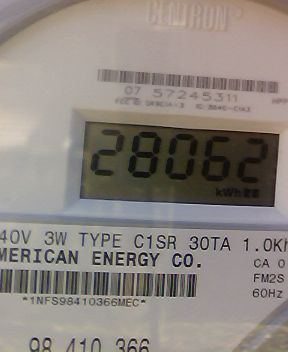 CENTRON
07 57245311
28062
kWh
40V 3W TYPE C1SR 30TA 1.0Kh
MERICAN ENERGY CO.
CA 0
FM2S
60Hz
*1NFS98410366MEC*
98 410 366